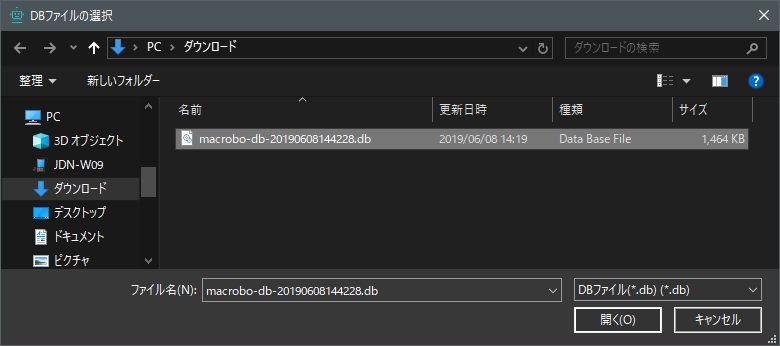 DBファイルの選択
PC > ダウンロード
ダウンロードの検索
整理 新しいフォルダー
名前 更新日時 種類 サイズ
macrobo-db-20190608144228.db 2019/06/08 14:19 Data Base File 1,464 KB
PC
3D オブジェクト
JDN-W09
ダウンロード
デスクトップ
ドキュメント
ピクチャ
ファイル名(N): macrobo-db-20190608144228.db DBファイル(*.db) (*.db)
開く(O) キャンセル